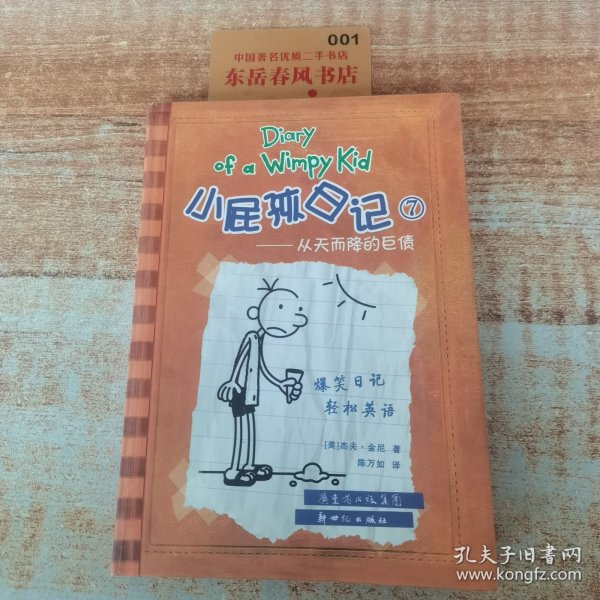 001
中国著名优质二手书店
东岳春风书店
Diary
of a Wimpy Kid
小屁孩日记⑦
——从天而降的巨债
爆笑日记
轻松英语
[美]杰夫·金尼 著
陈万如 译
广东省出版集团
新世纪出版社
孔夫子旧书网
www.kongfz.com